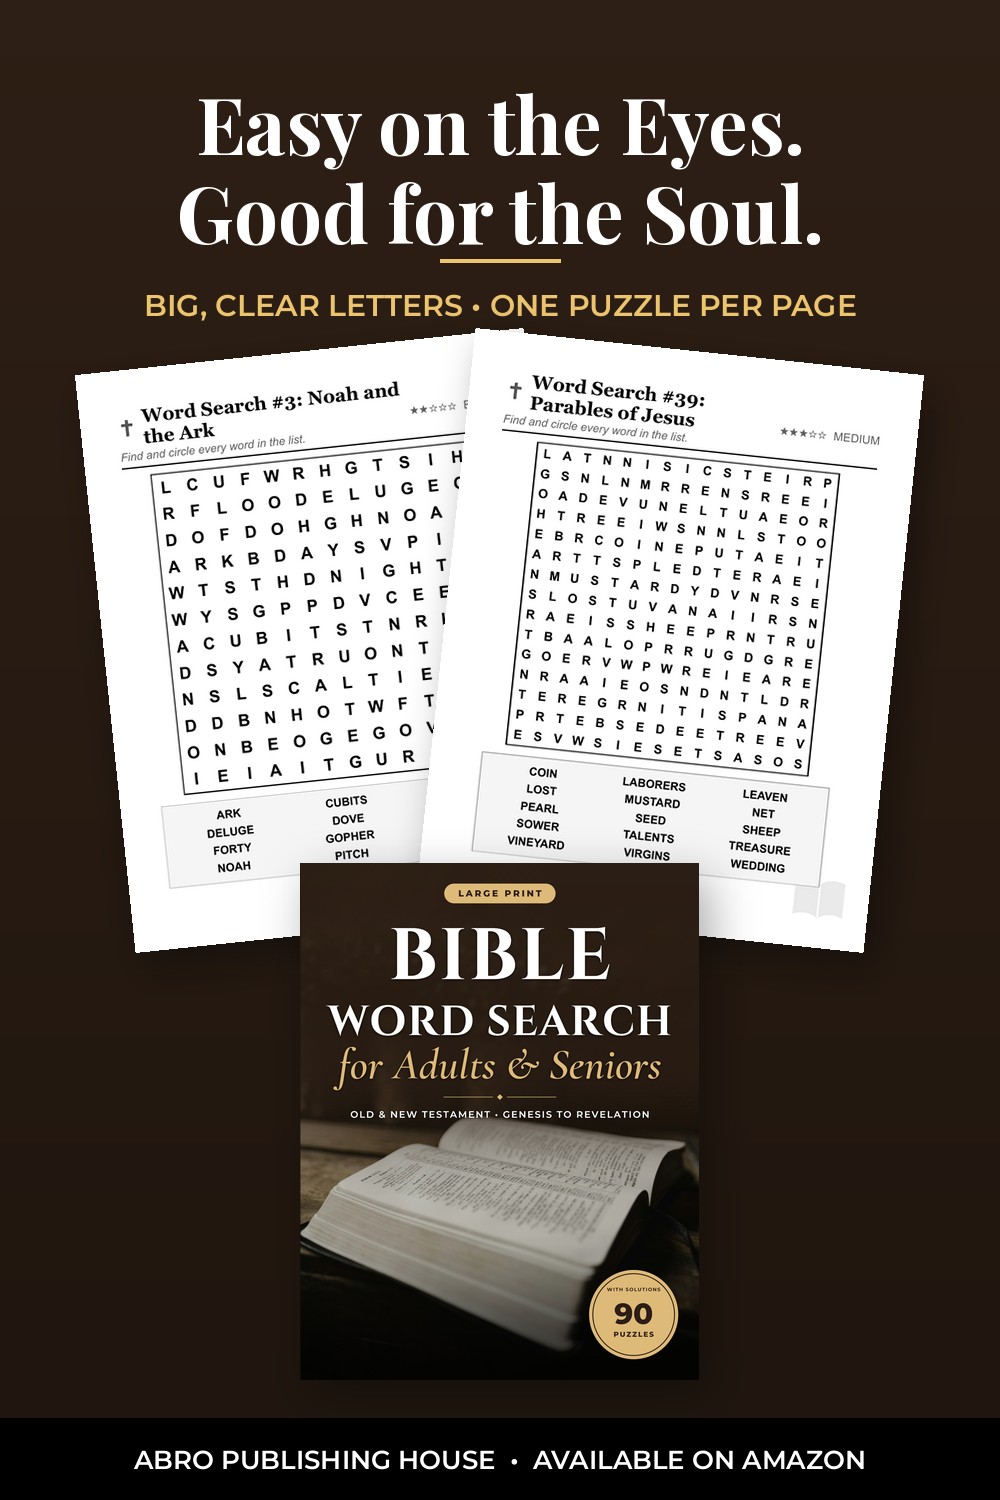 Easy on the Eyes.
Good for the Soul.
BIG, CLEAR LETTERS • ONE PUZZLE PER PAGE
Word Search #3: Noah and
the Ark
★★☆☆☆
Find and circle every word in the list.
L C U F W R H G T S I H
R F L O O D E L U G E
D O F D O H G H N O A
A R K B D A Y S V P I
W T S T H D N I G H T
W Y S G P P D V C E E
A C U B I T S T N R
D S Y A T R U O N T
N S L S C A L T I E
D D B N H O T W F T
O N B E O G E G O V
I E I A I T G U R
ARK
DELUGE
FORTY
NOAH
CUBITS
DOVE
GOPHER
PITCH
Word Search #39:
Parables of Jesus
★★★☆☆ MEDIUM
Find and circle every word in the list.
L A T N N I S I C S T E I R P
G S N L N M R R E N S R E E I
O A D E V U N E L T U A E O R
H T R E E I W S N N L S T O O
E B R C O I N E P U T A E I T
A R T T S P L E D T E R A E I
N M U S T A R D Y D V N R S E
S L O S T U V A N A I I R S N
R A E I S S H E E P R N T R U
T B A A L O P R R U G D G R E
G O E R V W P W R E I E A R E
N R A A I E O S N D N T L D R
T E R E G R N I T I S P A N A
P R T E B S E D E E T R E E V
E S V W S I E S E T S A S O S
COIN
LOST
PEARL
SOWER
VINEYARD
LABORERS
MUSTARD
SEED
TALENTS
VIRGINS
LEAVEN
NET
SHEEP
TREASURE
WEDDING
LARGE PRINT
BIBLE
WORD SEARCH
for Adults & Seniors
OLD & NEW TESTAMENT • GENESIS TO REVELATION
WITH SOLUTIONS
90
PUZZLES
ABRO PUBLISHING HOUSE • AVAILABLE ON AMAZON